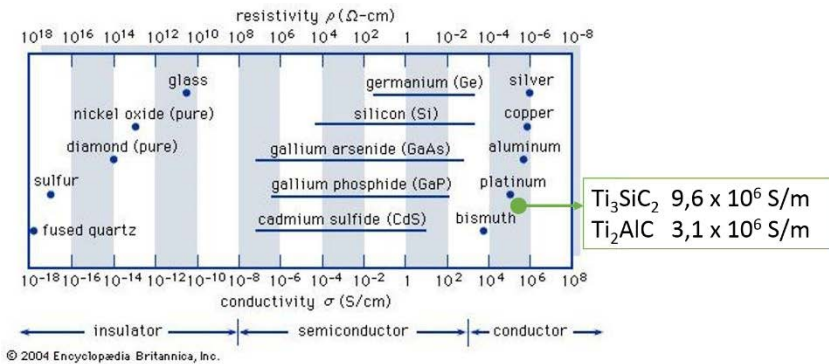 resistivity ρ (Ω-cm)
10¹⁸ 10¹⁶ 10¹⁴ 10¹² 10¹⁰ 10⁸ 10⁶ 10⁴ 10² 1 10⁻² 10⁻⁴ 10⁻⁶ 10⁻⁸
glass germanium (Ge) silver
nickel oxide (pure) silicon (Si) copper
diamond (pure) gallium arsenide (GaAs) aluminum
sulfur gallium phosphide (GaP) platinum
fused quartz cadmium sulfide (CdS) bismuth
Ti₃SiC₂ 9,6 x 10⁶ S/m
Ti₂AlC 3,1 x 10⁶ S/m
10⁻¹⁸ 10⁻¹⁶ 10⁻¹⁴ 10⁻¹² 10⁻¹⁰ 10⁻⁸ 10⁻⁶ 10⁻⁴ 10⁻² 1 10² 10⁴ 10⁶ 10⁸
conductivity σ (S/cm)
insulator semiconductor conductor
© 2004 Encyclopædia Britannica, Inc.